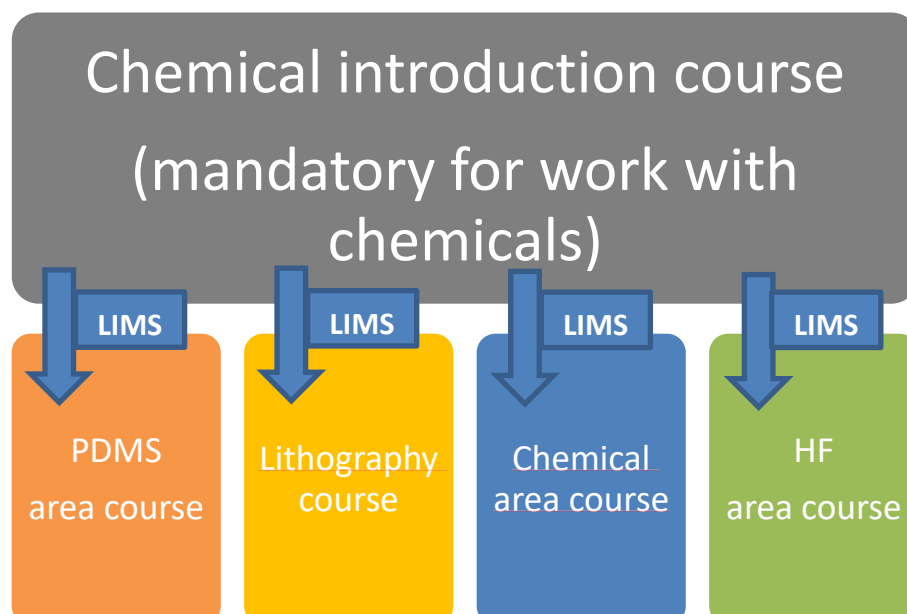 Chemical introduction course
(mandatory for work with
chemicals)
LIMS
LIMS
LIMS
LIMS
PDMS
area course
Lithography
course
Chemical
area course
HF
area course